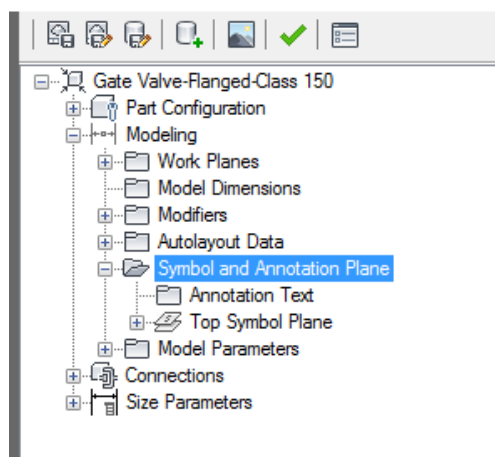 Gate Valve-Flanged-Class 150
Part Configuration
Modeling
Work Planes
Model Dimensions
Modifiers
Autolayout Data
Symbol and Annotation Plane
Annotation Text
Top Symbol Plane
Model Parameters
Connections
Size Parameters